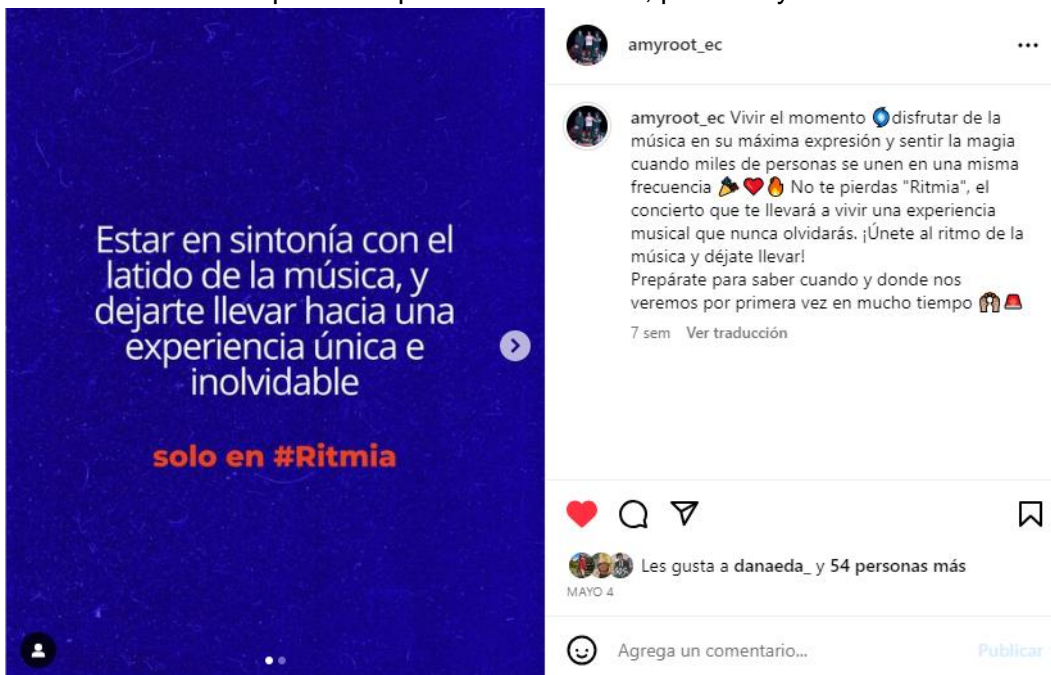 amyroot_ec
Estar en sintonía con el
latido de la música, y
dejarte llevar hacia una
experiencia única e
inolvidable
solo en #Ritmia
amyroot_ec Vivir el momento 🌀disfrutar de la
música en su máxima expresión y sentir la magia
cuando miles de personas se unen en una misma
frecuencia 🎉❤️🔥 No te pierdas "Ritmia", el
concierto que te llevará a vivir una experiencia
musical que nunca olvidarás. ¡Únete al ritmo de la
música y déjate llevar!
Prepárate para saber cuando y donde nos
veremos por primera vez en mucho tiempo 🙌🚨
7 sem Ver traducción
Les gusta a danaeda_ y 54 personas más
MAYO 4
Agrega un comentario... Publicar